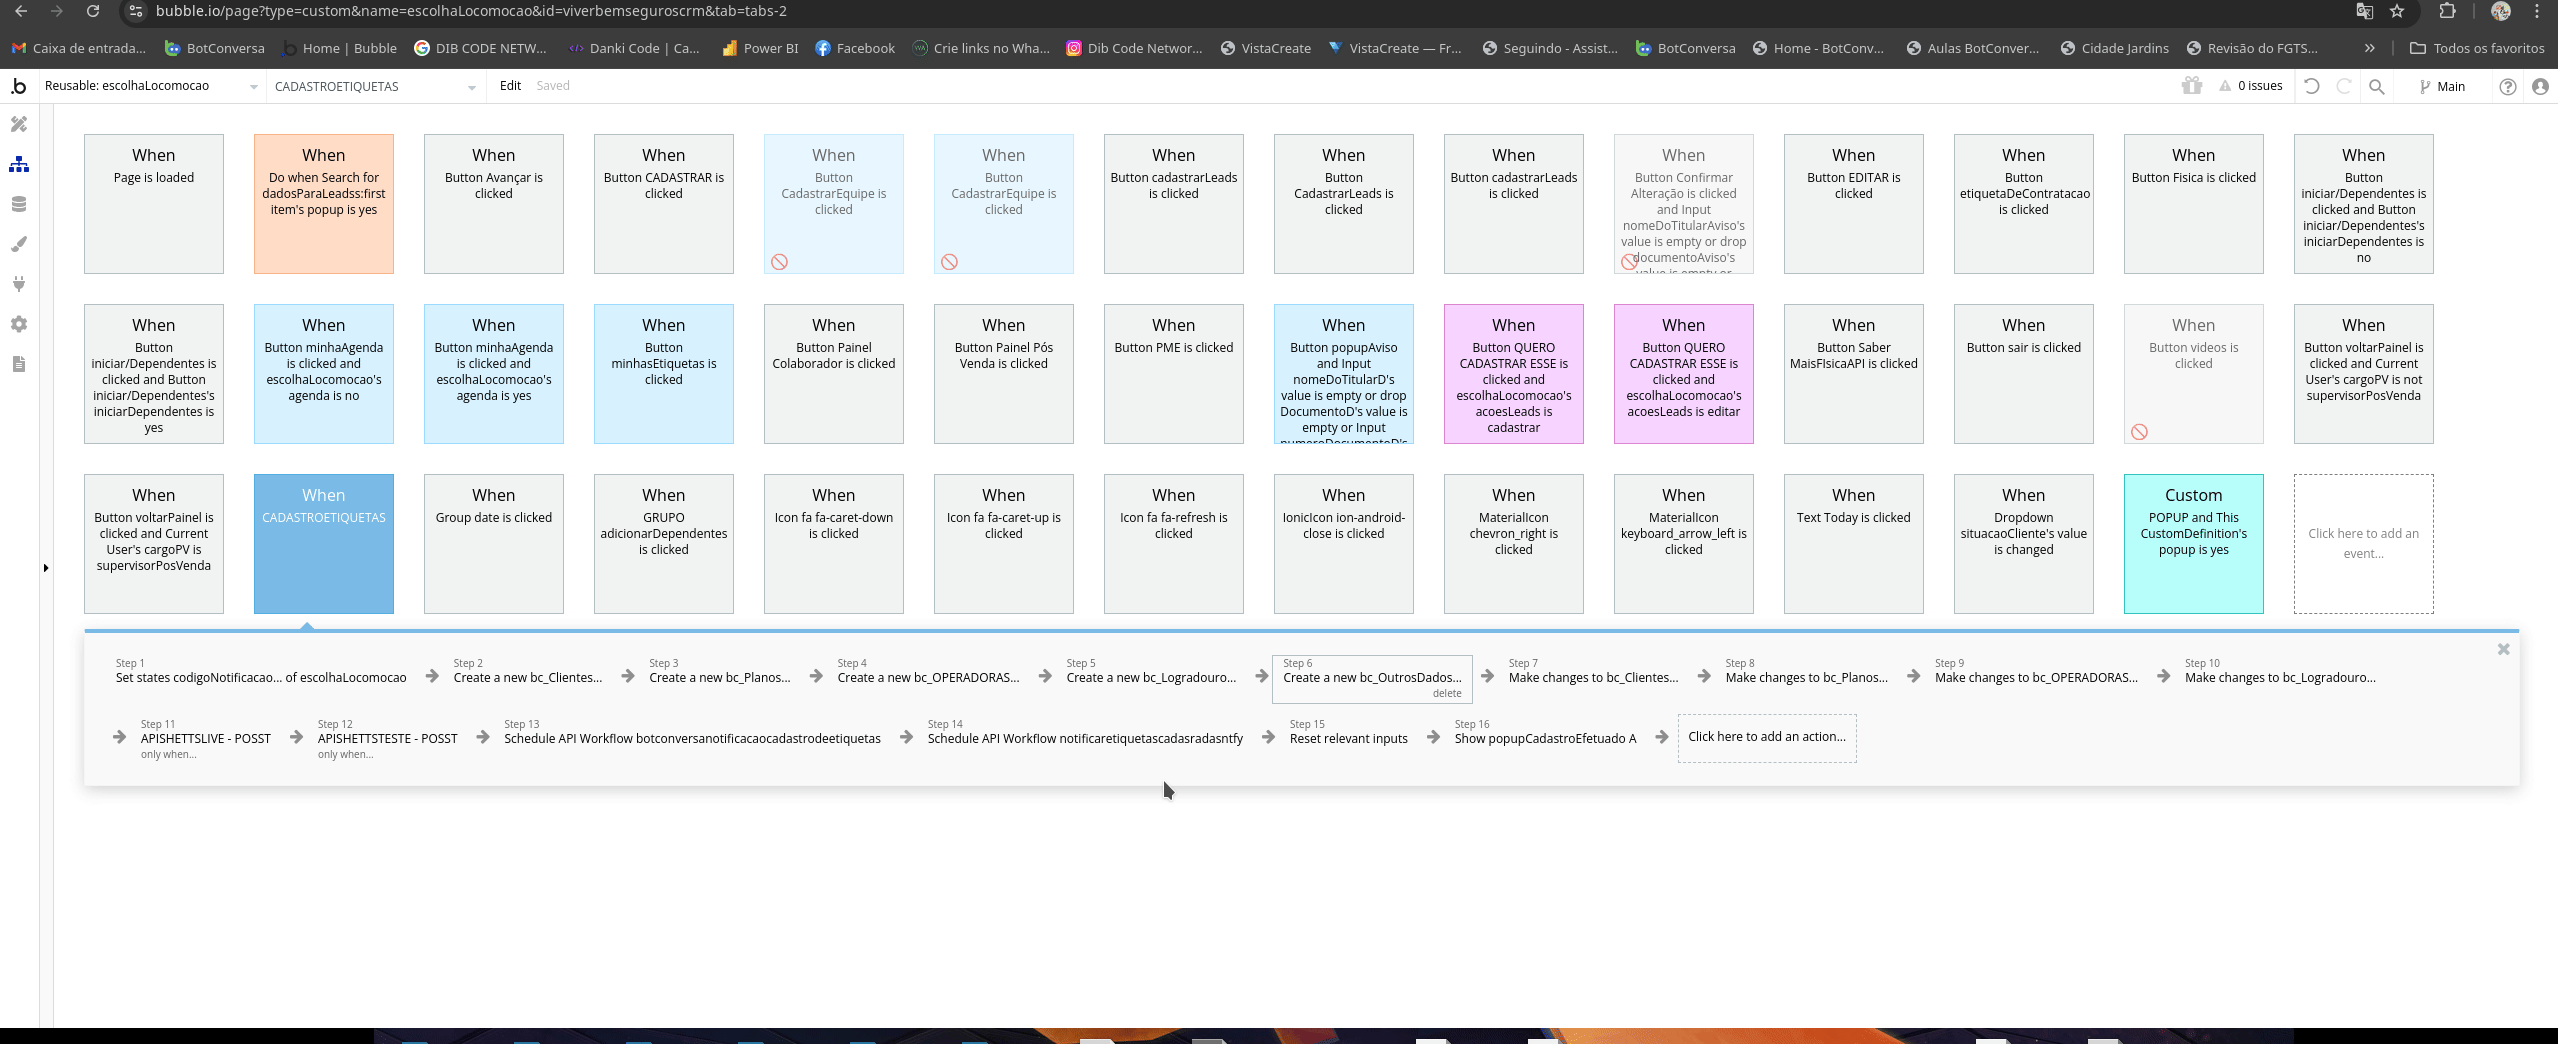 bubble.io/page?type=custom&name=escolhaLocomocao&id=viverbemseguroscrm&tab=tabs-2
Caixa de entrada...
BotConversa
Home | Bubble
DIB CODE NETW...
Danki Code | Ca...
Power BI
Facebook
Crie links no Wha...
Dib Code Networ...
VistaCreate
VistaCreate — Fr...
Seguindo - Assist...
BotConversa
Home - BotConv...
Aulas BotConver...
Cidade Jardins
Revisão do FGTS...
»
Todos os favoritos
Reusable: escolhaLocomocao
CADASTROETIQUETAS
Edit
Saved
0 issues
Main
When
Page is loaded
When
Do when Search for
dadosParaLeadss:first
item's popup is yes
When
Button Avançar is
clicked
When
Button CADASTRAR is
clicked
When
Button
CadastrarEquipe is
clicked
When
Button
CadastrarEquipe is
clicked
When
Button cadastrarLeads
is clicked
When
Button
CadastrarLeads is
clicked
When
Button cadastrarLeads
is clicked
When
Button Confirmar
Alteração is clicked
and Input
nomeDoTitularAviso's
value is empty or drop
documentoAviso's
value is empty or
When
Button EDITAR is
clicked
When
Button
etiquetaDeContratacao
is clicked
When
Button Fisica is clicked
When
Button
iniciar/Dependentes is
clicked and Button
iniciar/Dependentes's
iniciarDependentes is
no
When
Button
iniciar/Dependentes is
clicked and Button
iniciar/Dependentes's
iniciarDependentes is
yes
When
Button minhaAgenda
is clicked and
escolhaLocomocao's
agenda is no
When
Button minhaAgenda
is clicked and
escolhaLocomocao's
agenda is yes
When
Button
minhasEtiquetas is
clicked
When
Button Painel
Colaborador is clicked
When
Button Painel Pós
Venda is clicked
When
Button PME is clicked
When
Button popupAviso
and Input
nomeDoTitularD's
value is empty or drop
DocumentoD's value is
empty or Input
numeroDocumentoD's
When
Button QUERO
CADASTRAR ESSE is
clicked and
escolhaLocomocao's
acoesLeads is
cadastrar
When
Button QUERO
CADASTRAR ESSE is
clicked and
escolhaLocomocao's
acoesLeads is editar
When
Button Saber
MaisFIsicaAPI is clicked
When
Button sair is clicked
When
Button videos is
clicked
When
Button voltarPainel is
clicked and Current
User's cargoPV is not
supervisorPosVenda
When
Button voltarPainel is
clicked and Current
User's cargoPV is
supervisorPosVenda
When
CADASTROETIQUETAS
When
Group date is clicked
When
GRUPO
adicionarDependentes
is clicked
When
Icon fa fa-caret-down
is clicked
When
Icon fa fa-caret-up is
clicked
When
Icon fa fa-refresh is
clicked
When
IonicIcon ion-android-
close is clicked
When
MaterialIcon
chevron_right is
clicked
When
MaterialIcon
keyboard_arrow_left is
clicked
When
Text Today is clicked
When
Dropdown
situacaoCliente's value
is changed
Custom
POPUP and This
CustomDefinition's
popup is yes
Click here to add an
event...
Step 1
Set states codigoNotificacao... of escolhaLocomocao
Step 2
Create a new bc_Clientes...
Step 3
Create a new bc_Planos...
Step 4
Create a new bc_OPERADORAS...
Step 5
Create a new bc_Logradouro...
Step 6
Create a new bc_OutrosDados...
delete
Step 7
Make changes to bc_Clientes...
Step 8
Make changes to bc_Planos...
Step 9
Make changes to bc_OPERADORAS...
Step 10
Make changes to bc_Logradouro...
Step 11
APISHETTSLIVE - POSST
only when...
Step 12
APISHETTSTESTE - POSST
only when...
Step 13
Schedule API Workflow botconversanotificacaocadastrodeetiquetas
Step 14
Schedule API Workflow notificaretiquetascadasradasntfy
Step 15
Reset relevant inputs
Step 16
Show popupCadastroEfetuado A
Click here to add an action...